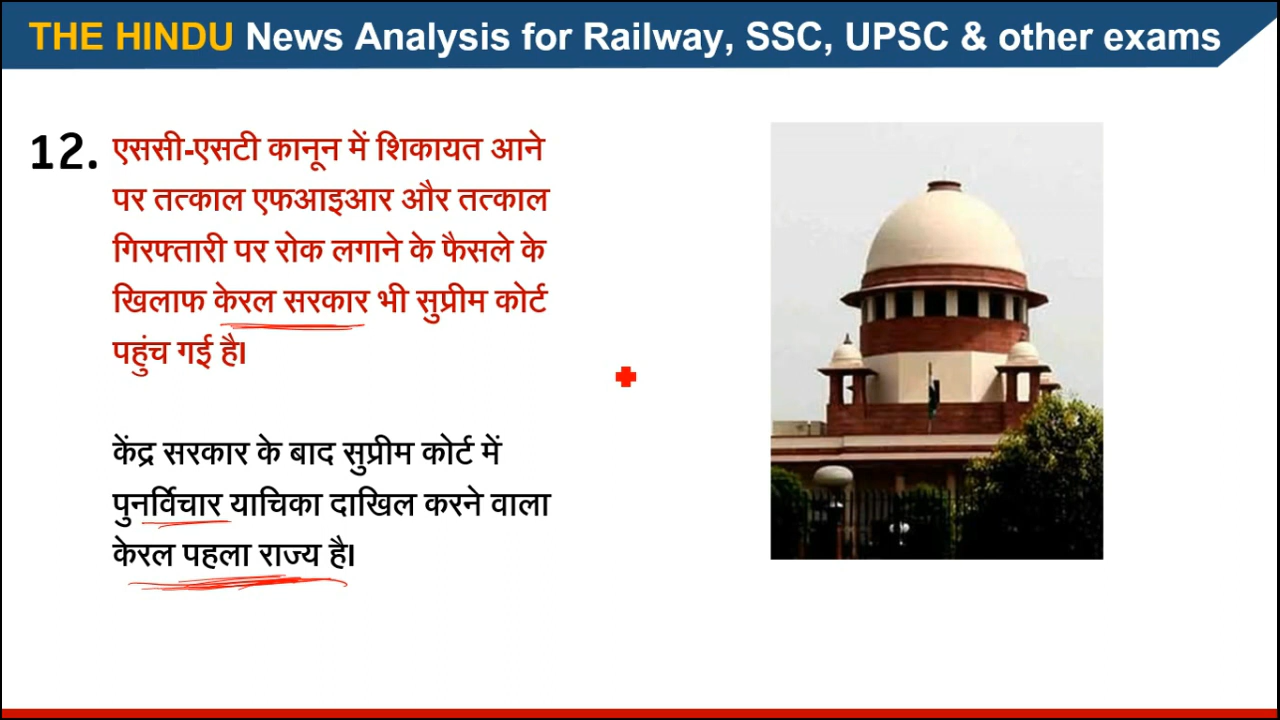 THE HINDU News Analysis for Railway, SSC, UPSC & other exams
12. एससी-एसटी कानून में शिकायत आने
पर तत्काल एफआइआर और तत्काल
गिरफ्तारी पर रोक लगाने के फैसले के
खिलाफ केरल सरकार भी सुप्रीम कोर्ट
पहुंच गई है।
केंद्र सरकार के बाद सुप्रीम कोर्ट में
पुनर्विचार याचिका दाखिल करने वाला
केरल पहला राज्य है।